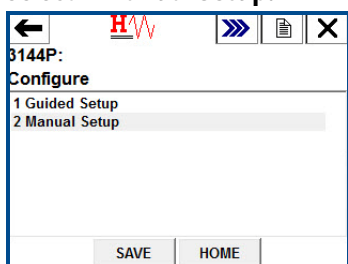 H
3144P:
Configure
1 Guided Setup
2 Manual Setup
SAVE HOME